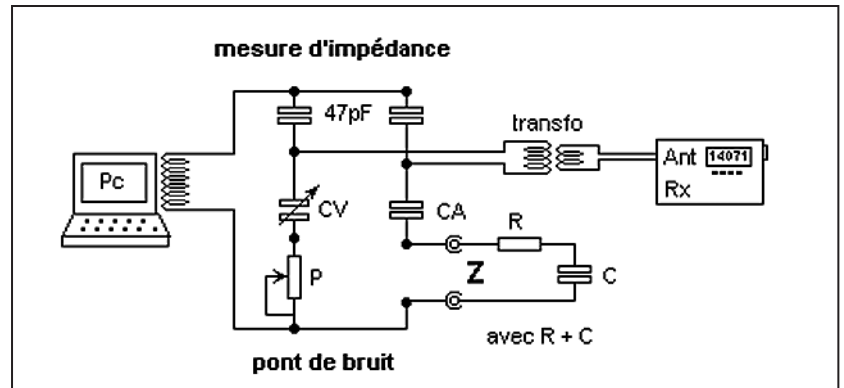 mesure d'impédance
47pF
transfo
Pc
Ant 14071
Rx
CV
CA
R
P
Z
C
avec R + C
pont de bruit